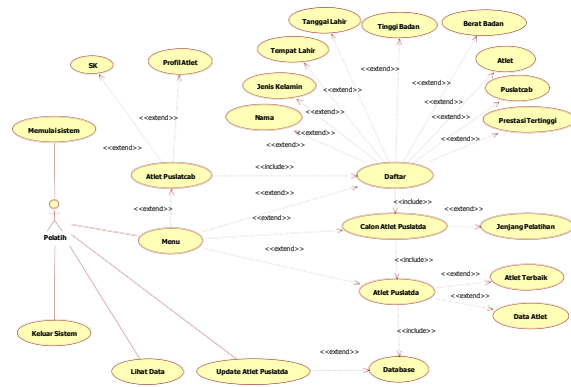 Tanggal Lahir
Tinggi Badan
Berat Badan
Tempat Lahir
Atlet
SK
Profil Atlet
Jenis Kelamin
Puslatcab
Nama
Prestasi Tertinggi
<<extend>>
<<extend>>
<<extend>>
<<extend>>
<<extend>>
<<extend>>
<<extend>>
<<extend>>
<<extend>>
<<extend>>
<<extend>>
Memulai sistem
Atlet Puslatcab
<<include>>
Daftar
<<extend>>
<<extend>>
<<include>>
Pelatih
Menu
<<extend>>
Calon Atlet Puslatda
<<extend>>
Jenjang Pelatihan
<<extend>>
<<include>>
Atlet Puslatda
<<extend>>
Atlet Terbaik
<<extend>>
Data Atlet
<<include>>
Keluar Sistem
Lihat Data
Update Atlet Puslatda
<<extend>>
Database